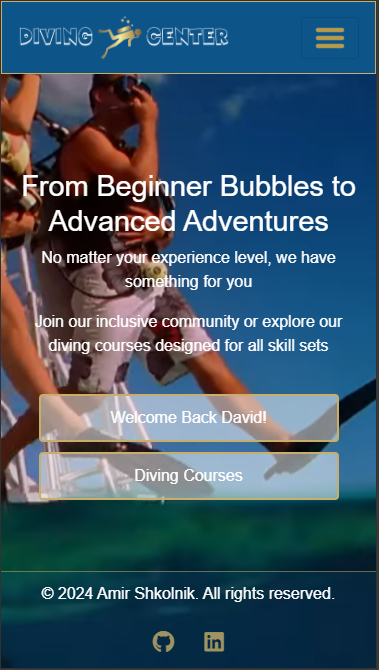 DIVING CENTER
From Beginner Bubbles to
Advanced Adventures
No matter your experience level, we have
something for you
Join our inclusive community or explore our
diving courses designed for all skill sets
Welcome Back David!
Diving Courses
© 2024 Amir Shkolnik. All rights reserved.
in